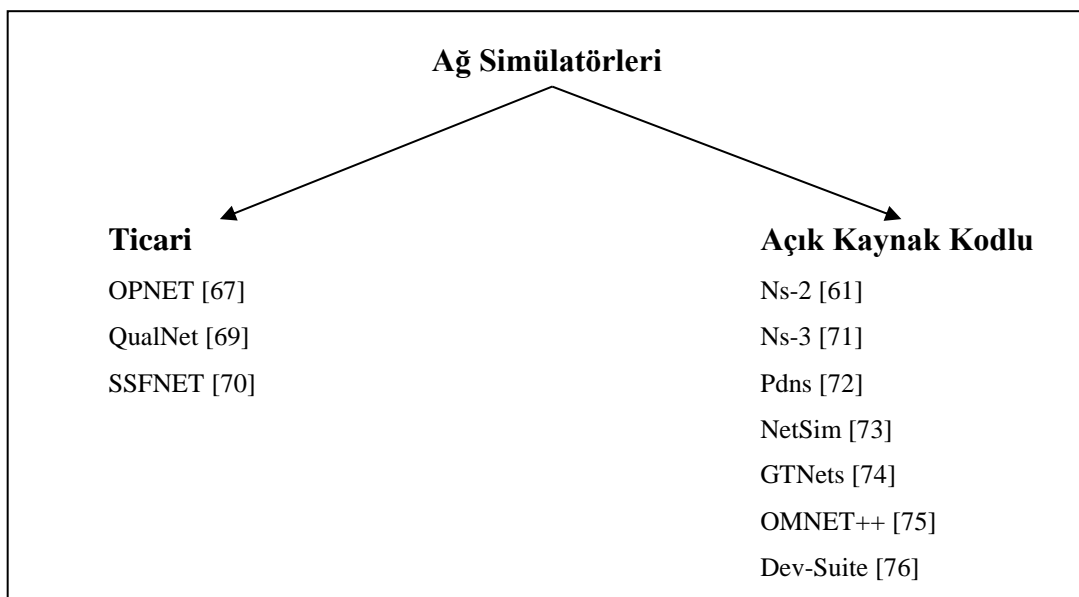 Ağ Simülatörleri
Ticari
OPNET [67]
QualNet [69]
SSFNET [70]
Açık Kaynak Kodlu
Ns-2 [61]
Ns-3 [71]
Pdns [72]
NetSim [73]
GTNets [74]
OMNET++ [75]
Dev-Suite [76]